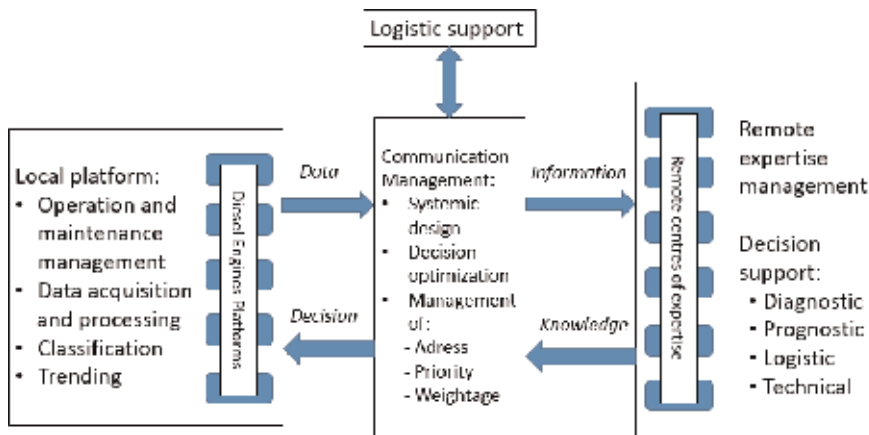 Logistic support
Local platform:
• Operation and
maintenance
management
• Data acquisition
and processing
• Classification
• Trending
Diesel Engines Platforms
Data
Decision
Communication
Management:
• Systemic
design
• Decision
optimization
• Management
of:
- Adress
- Priority
- Weightage
Information
Knowledge
Remote centres of expertise
Remote
expertise
management
Decision
support:
• Diagnostic
• Prognostic
• Logistic
• Technical